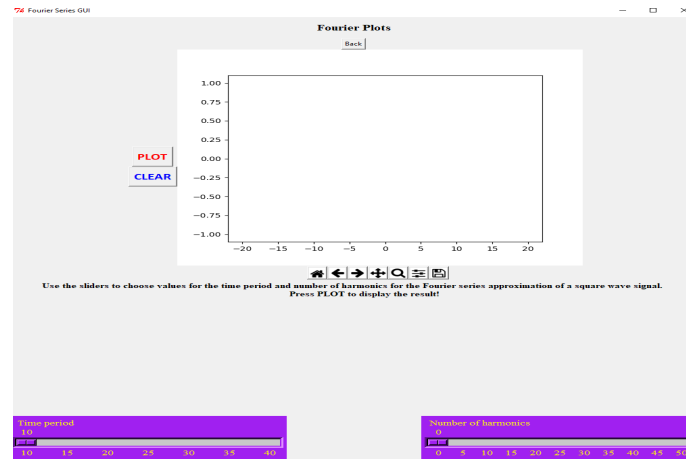 Fourier Series GUI
Fourier Plots
Back
1.00
0.75
0.50
0.25
0.00
−0.25
−0.50
−0.75
−1.00
−20 −15 −10 −5 0 5 10 15 20
PLOT
CLEAR
Use the sliders to choose values for the time period and number of harmonics for the Fourier series approximation of a square wave signal.
Press PLOT to display the result!
Time period
10
10 15 20 25 30 35 40
Number of harmonics
0
0 5 10 15 20 25 30 35 40 45 50